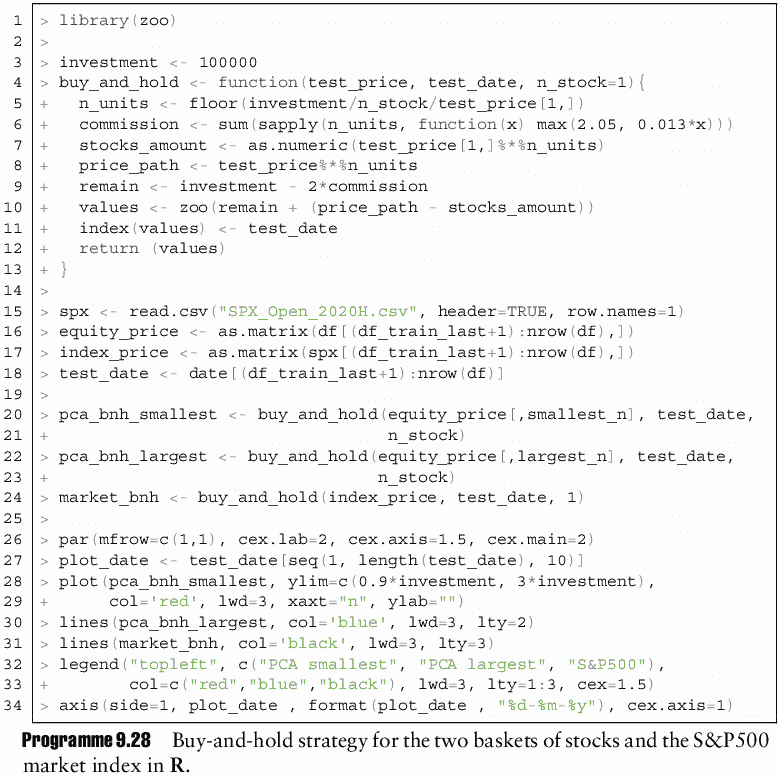 1 > library(zoo)
2 >
3 > investment <- 100000
4 > buy_and_hold <- function(test_price, test_date, n_stock=1){
5 +   n_units <- floor(investment/n_stock/test_price[1,])
6 +   commission <- sum(sapply(n_units, function(x) max(2.05, 0.013*x)))
7 +   stocks_amount <- as.numeric(test_price[1,]%*%n_units)
8 +   price_path <- test_price%*%n_units
9 +   remain <- investment - 2*commission
10 +   values <- zoo(remain + (price_path - stocks_amount))
11 +   index(values) <- test_date
12 +   return (values)
13 + }
14 >
15 > spx <- read.csv("SPX_Open_2020H.csv", header=TRUE, row.names=1)
16 > equity_price <- as.matrix(df[(df_train_last+1):nrow(df),])
17 > index_price <- as.matrix(spx[(df_train_last+1):nrow(df),])
18 > test_date <- date[(df_train_last+1):nrow(df)]
19 >
20 > pca_bnh_smallest <- buy_and_hold(equity_price[,smallest_n], test_date,
21 +                                  n_stock)
22 > pca_bnh_largest <- buy_and_hold(equity_price[,largest_n], test_date,
23 +                                 n_stock)
24 > market_bnh <- buy_and_hold(index_price, test_date, 1)
25 >
26 > par(mfrow=c(1,1), cex.lab=2, cex.axis=1.5, cex.main=2)
27 > plot_date <- test_date[seq(1, length(test_date), 10)]
28 > plot(pca_bnh_smallest, ylim=c(0.9*investment, 3*investment),
29 +      col='red', lwd=3, xaxt="n", ylab="")
30 > lines(pca_bnh_largest, col='blue', lwd=3, lty=2)
31 > lines(market_bnh, col='black', lwd=3, lty=3)
32 > legend("topleft", c("PCA smallest", "PCA largest", "S&P500"),
33 +        col=c("red","blue","black"), lwd=3, lty=1:3, cex=1.5)
34 > axis(side=1, plot_date , format(plot_date , "%d-%m-%y"), cex.axis=1)
Programme 9.28 Buy-and-hold strategy for the two baskets of stocks and the S&P500
market index in R.